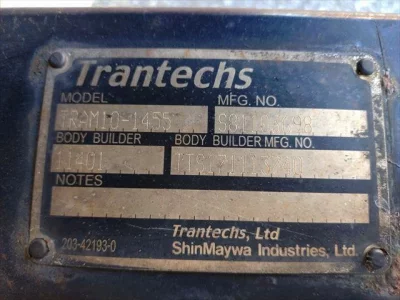 Trantechs
MODEL MFG. NO.
TRAM10-1455
BODY BUILDER BODY BUILDER MFG. NO.
11401
NOTES
Trantechs, Ltd
203-42193-0 ShinMaywa Industries, Ltd.